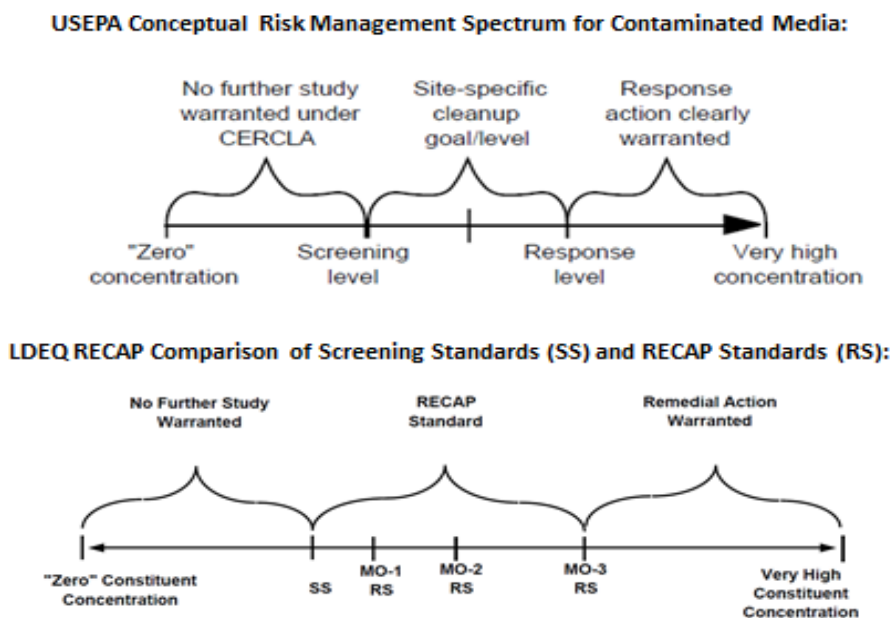 USEPA Conceptual Risk Management Spectrum for Contaminated Media:
No further study
warranted under
CERCLA
Site-specific
cleanup
goal/level
Response
action clearly
warranted
"Zero"
concentration
Screening
level
Response
level
Very high
concentration
LDEQ RECAP Comparison of Screening Standards (SS) and RECAP Standards (RS):
No Further Study
Warranted
RECAP
Standard
Remedial Action
Warranted
"Zero" Constituent
Concentration
SS
MO-1
RS
MO-2
RS
MO-3
RS
Very High
Constituent
Concentration